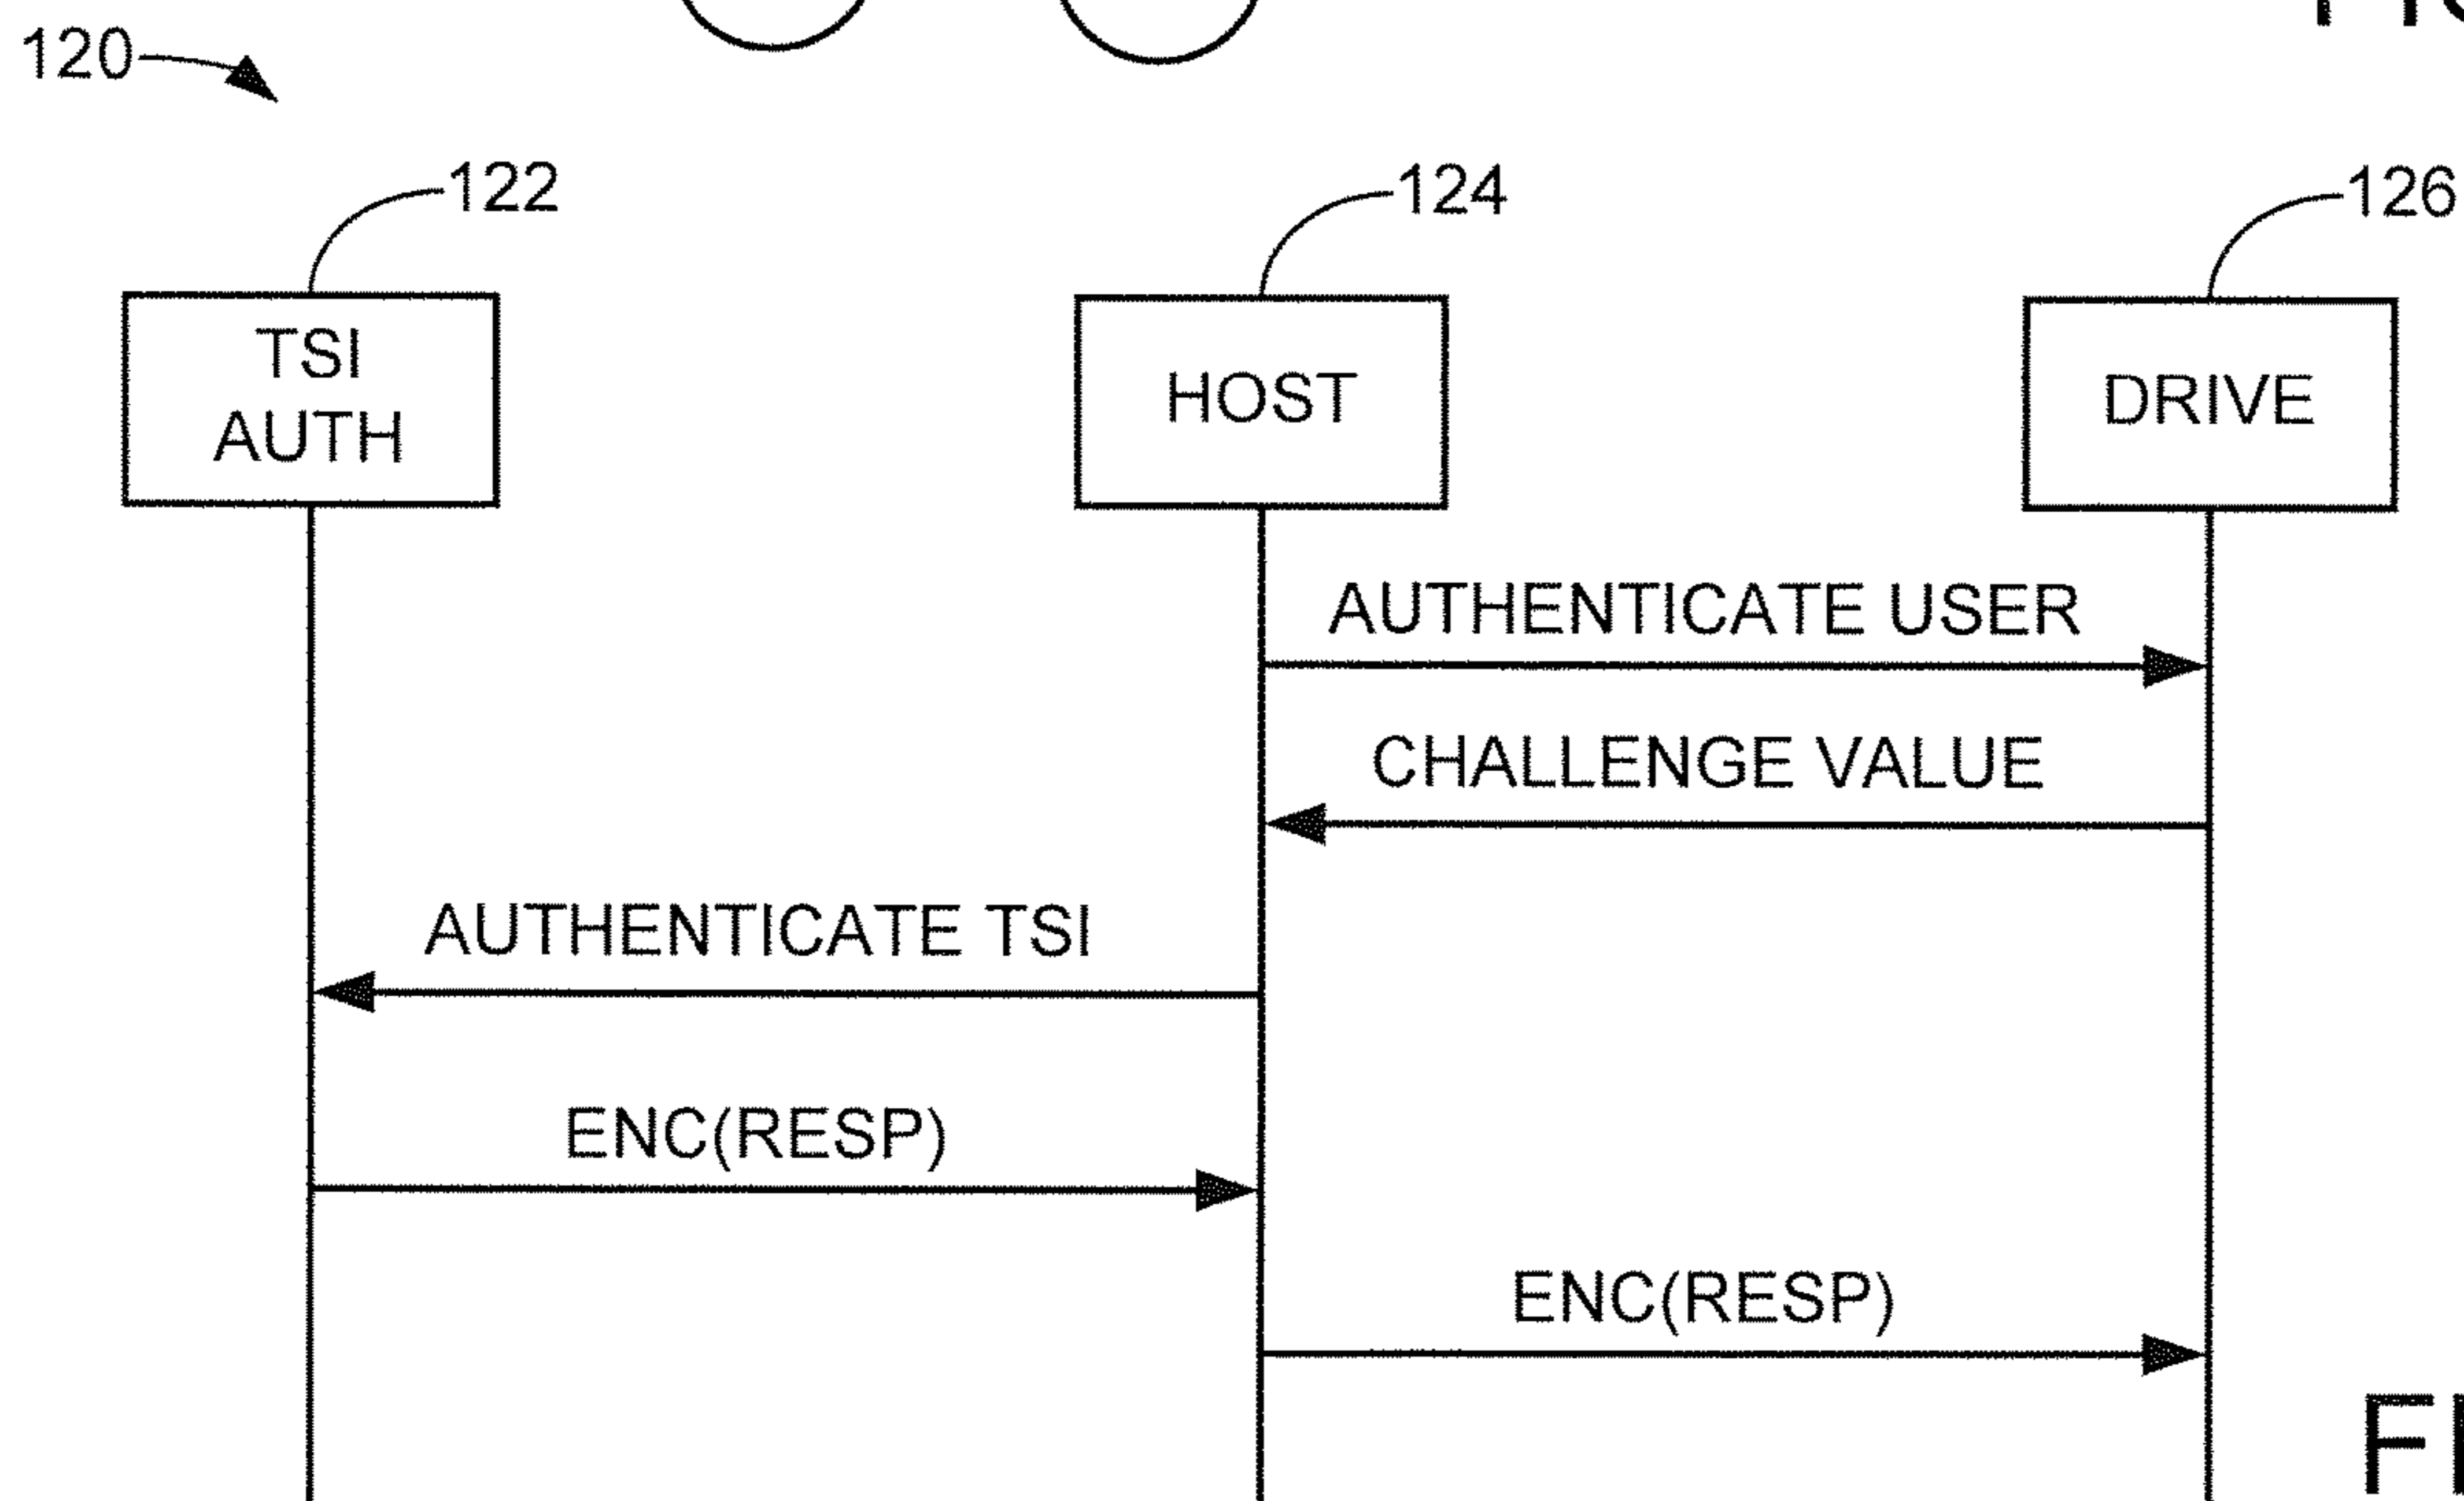 120
122
124
126
TSI
AUTH
HOST
DRIVE
AUTHENTICATE USER
CHALLENGE VALUE
AUTHENTICATE TSI
ENC(RESP)
ENC(RESP)